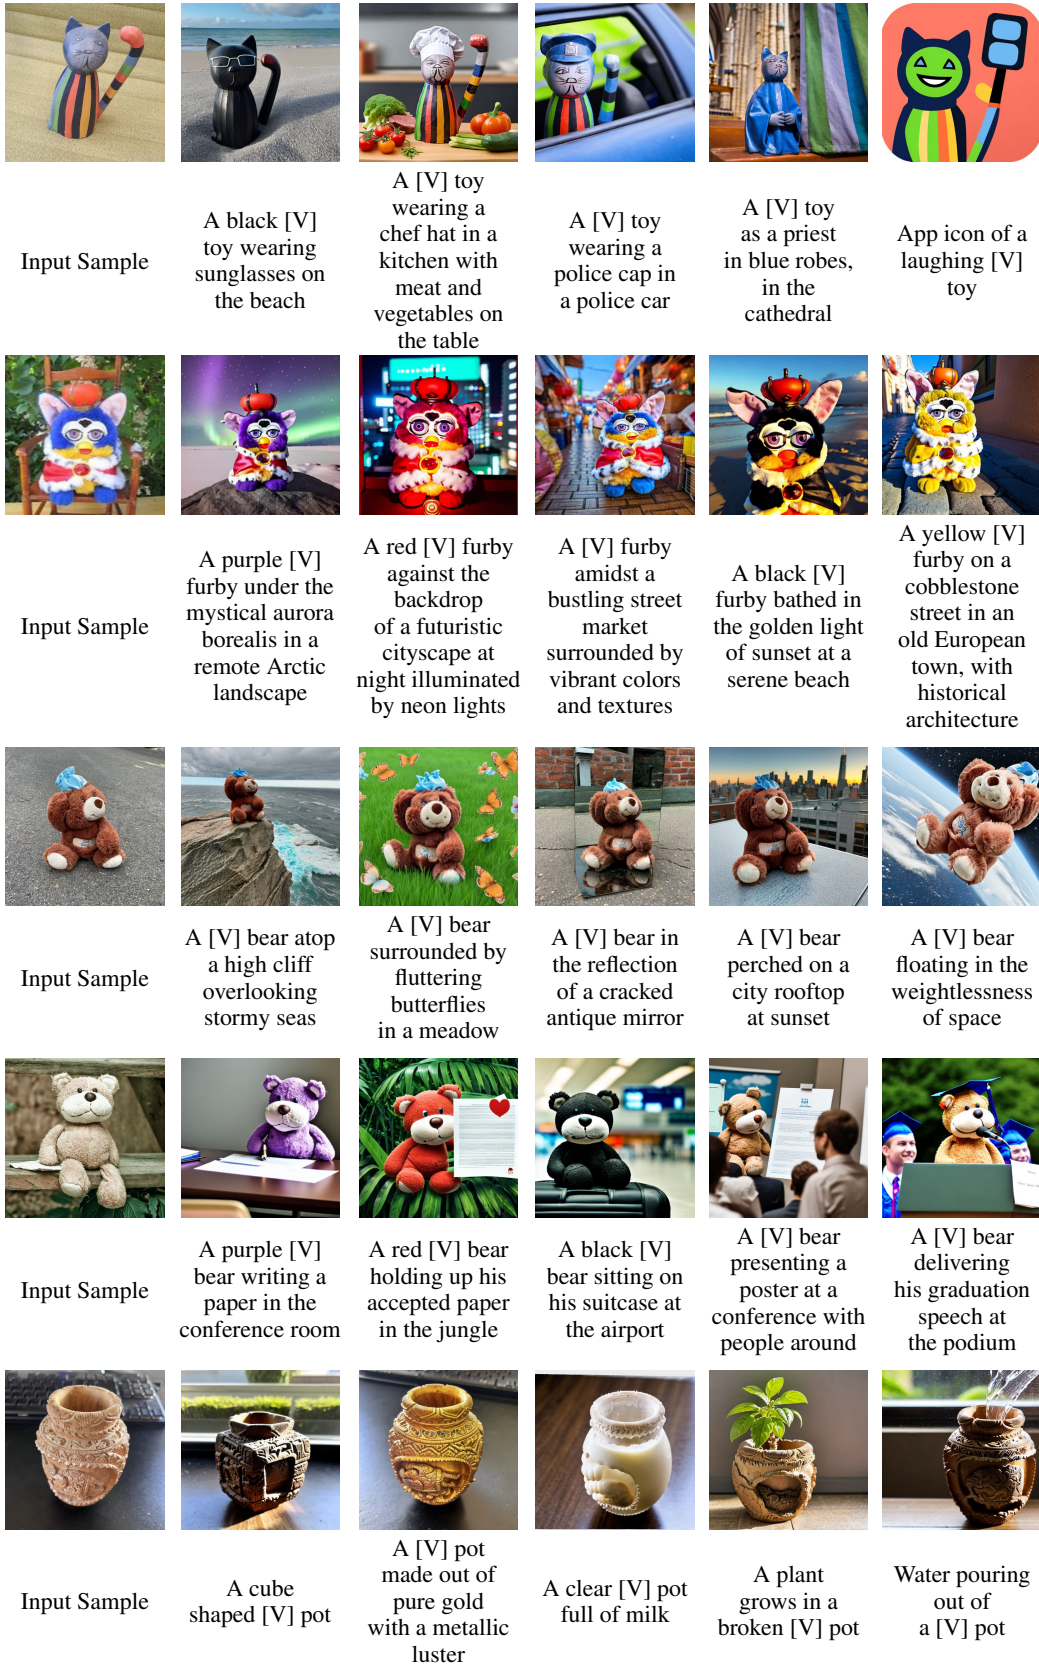 Input Sample
A black [V]
toy wearing
sunglasses on
the beach
A [V] toy
wearing a
chef hat in a
kitchen with
meat and
vegetables on
the table
A [V] toy
wearing a
police cap in
a police car
A [V] toy
as a priest
in blue robes,
in the
cathedral
App icon of a
laughing [V]
toy
Input Sample
A purple [V]
furby under the
mystical aurora
borealis in a
remote Arctic
landscape
A red [V] furby
against the
backdrop
of a futuristic
cityscape at
night illuminated
by neon lights
A [V] furby
amidst a
bustling street
market
surrounded by
vibrant colors
and textures
A black [V]
furby bathed in
the golden light
of sunset at a
serene beach
A yellow [V]
furby on a
cobblestone
street in an
old European
town, with
historical
architecture
Input Sample
A [V] bear atop
a high cliff
overlooking
stormy seas
A [V] bear
surrounded by
fluttering
butterflies
in a meadow
A [V] bear in
the reflection
of a cracked
antique mirror
A [V] bear
perched on a
city rooftop
at sunset
A [V] bear
floating in the
weightlessness
of space
Input Sample
A purple [V]
bear writing a
paper in the
conference room
A red [V] bear
holding up his
accepted paper
in the jungle
A black [V]
bear sitting on
his suitcase at
the airport
A [V] bear
presenting a
poster at a
conference with
people around
A [V] bear
delivering
his graduation
speech at
the podium
Input Sample
A cube
shaped [V] pot
A [V] pot
made out of
pure gold
with a metallic
luster
A clear [V] pot
full of milk
A plant
grows in a
broken [V] pot
Water pouring
out of
a [V] pot